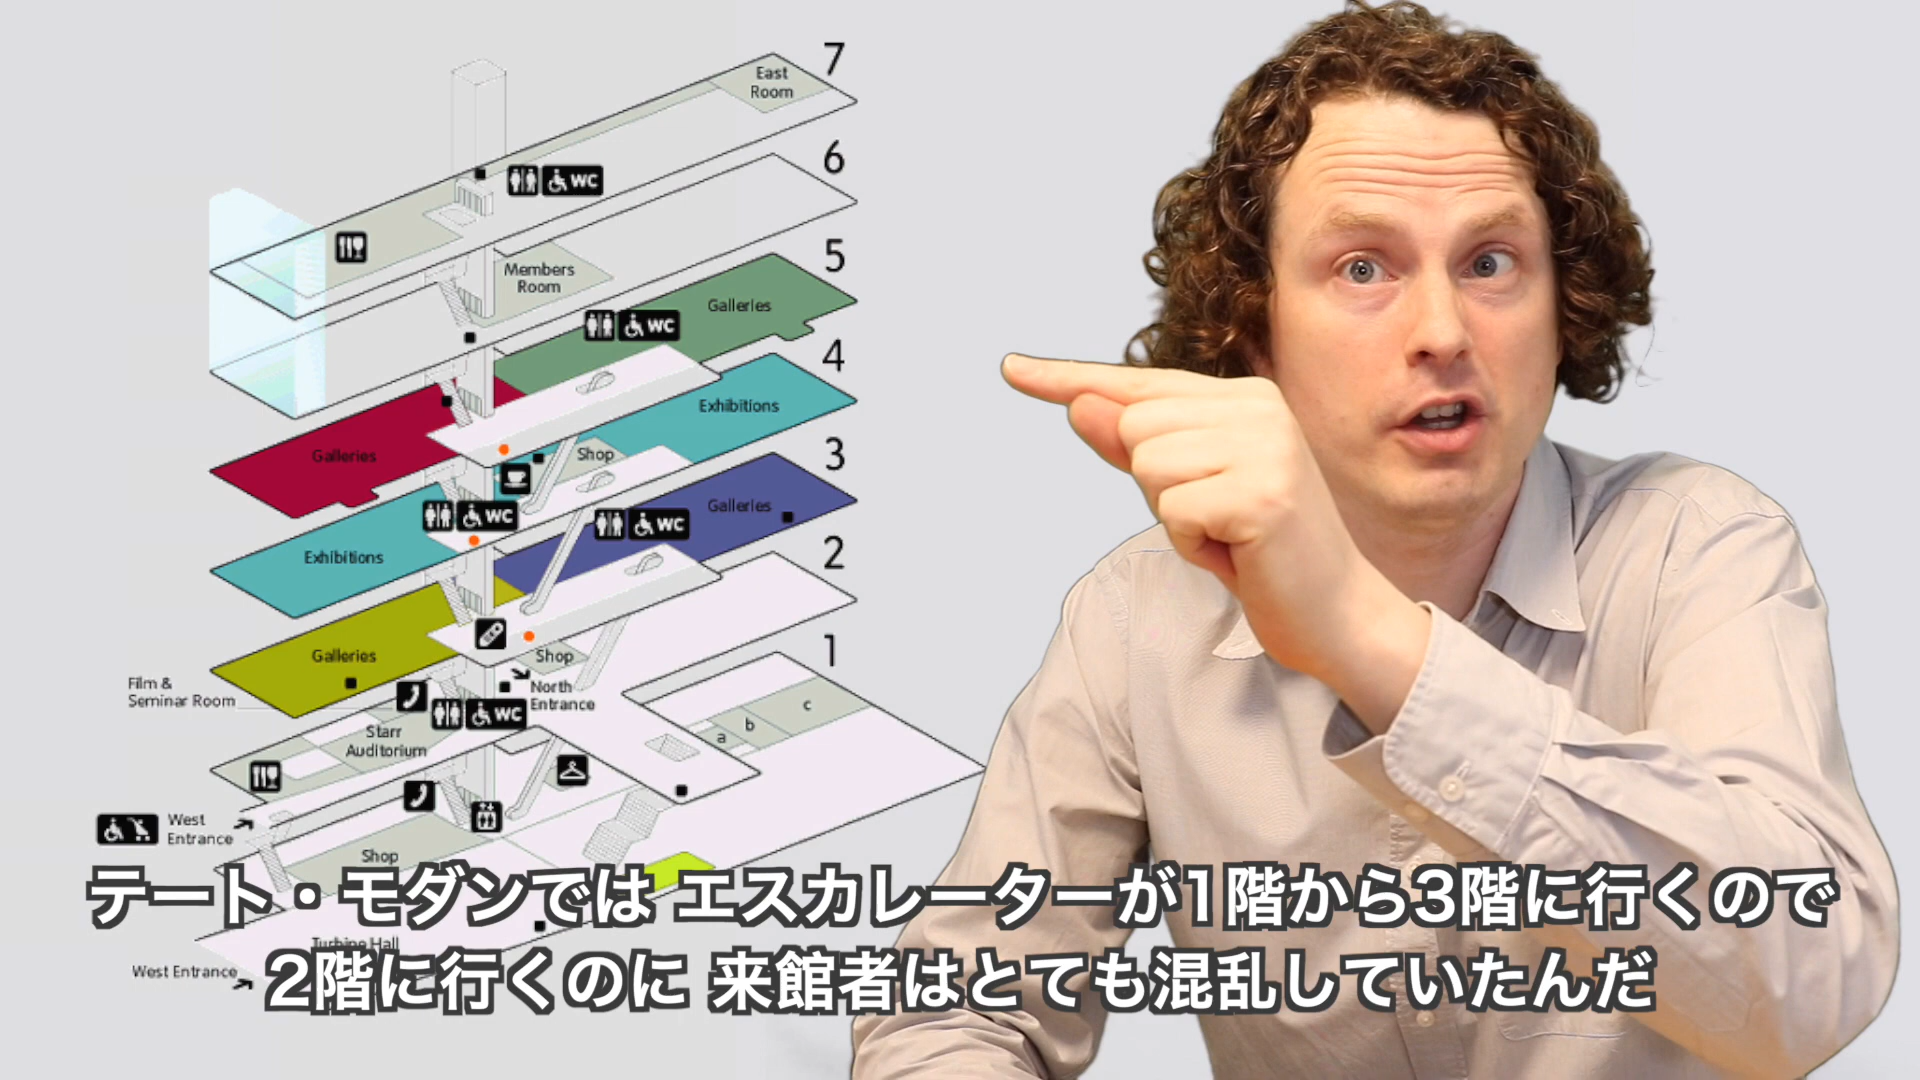 7
East
Room
WC
6
Members
Room
5
Galleries
WC
4
Galleries
Exhibitions
Shop
3
WC
Galleries
WC
Exhibitions
2
Galleries
Shop
1
Film &
Seminar Room
North
Entrance
WC
Starr
Auditorium
a
b
c
West
Entrance
Shop
Turbine Hall
West Entrance
テート・モダンでは エスカレーターが1階から3階に行くので
2階に行くのに 来館者はとても混乱していたんだ